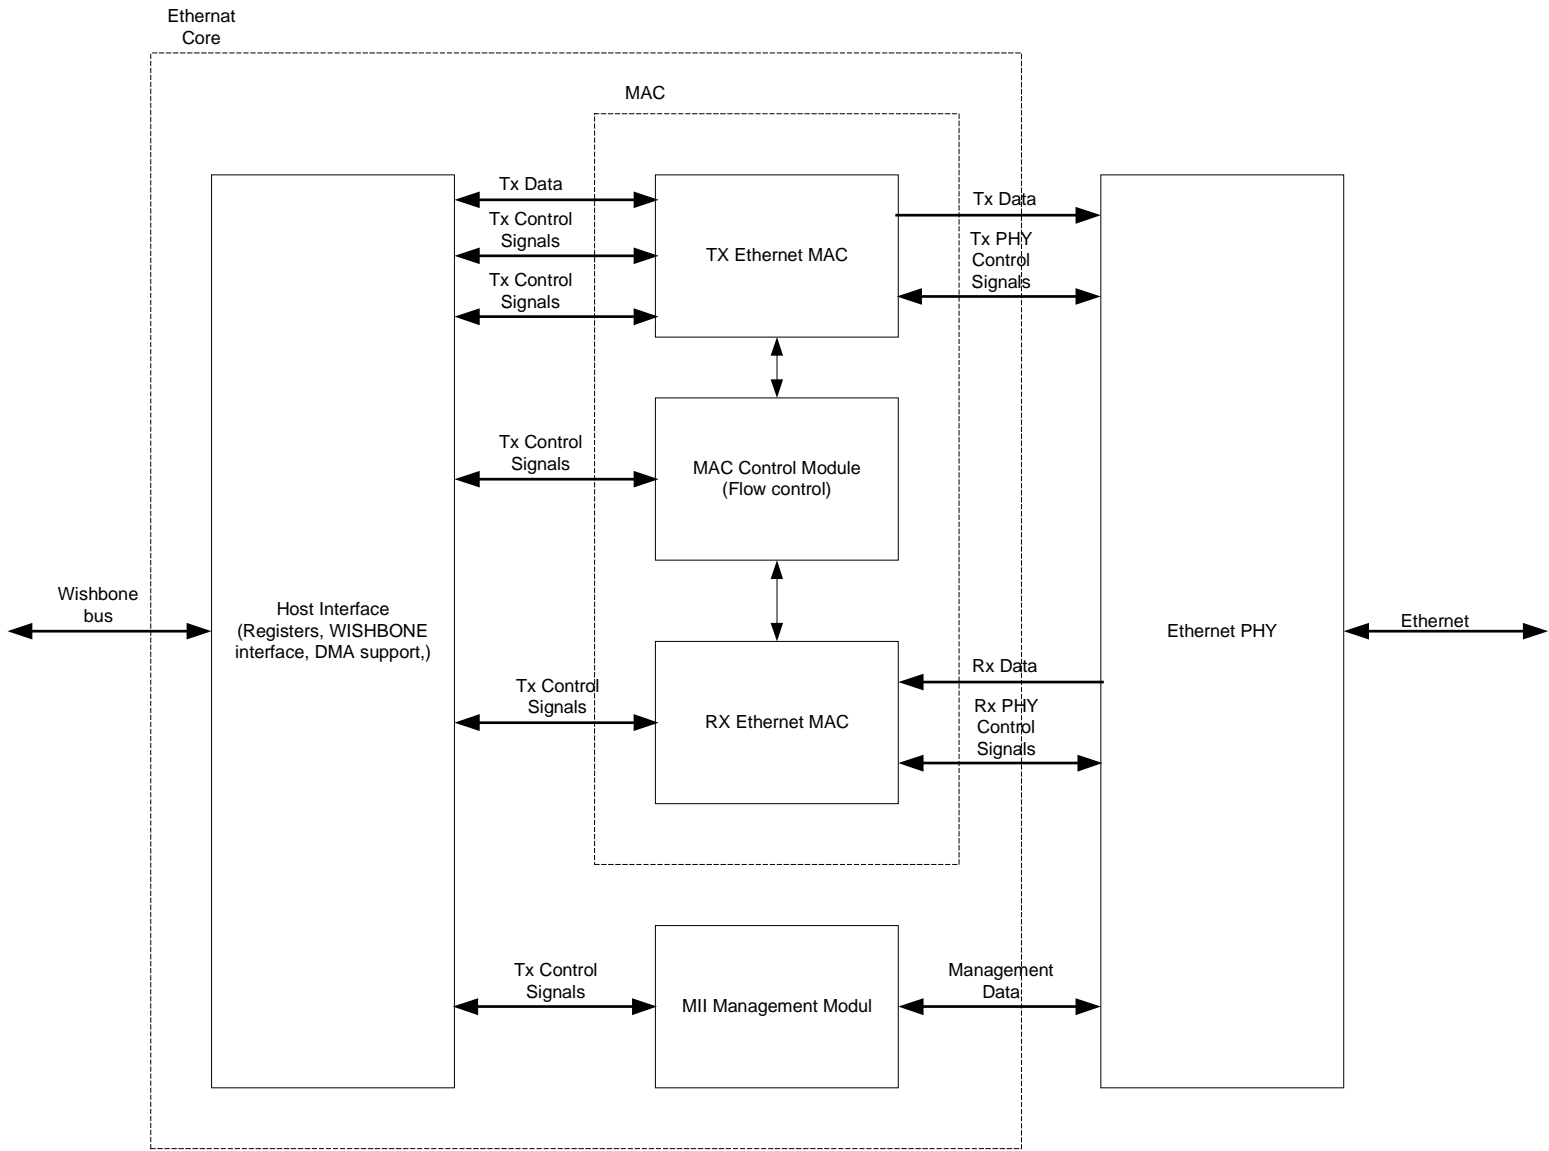 Ethernat
Core
MAC
Tx Data
Tx Control
Signals
Tx Control
Signals
TX Ethernet MAC
Tx Data
Tx PHY
Control
Signals
Tx Control
Signals
MAC Control Module
(Flow control)
Wishbone
bus
Host Interface
(Registers, WISHBONE
interface, DMA support,)
Ethernet PHY
Ethernet
Tx Control
Signals
RX Ethernet MAC
Rx Data
Rx PHY
Control
Signals
Tx Control
Signals
MII Management Modul
Management
Data